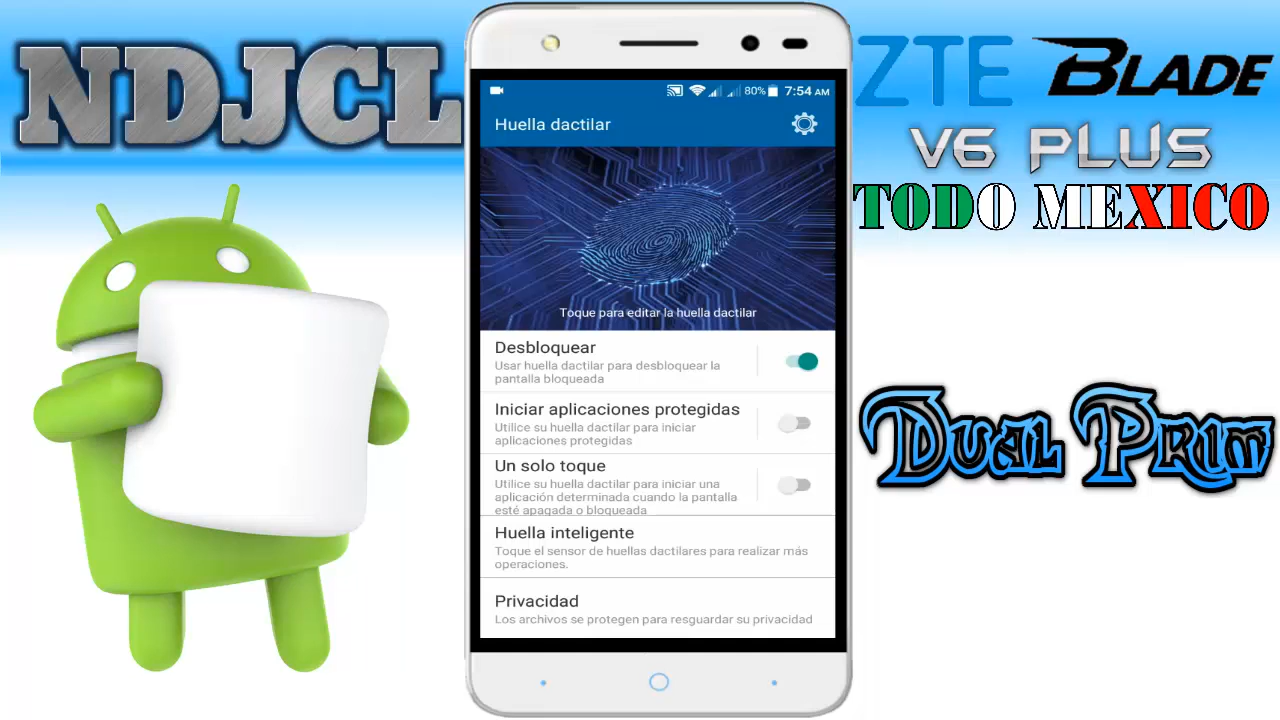 NDJCL
ZTE BLADE
V6 PLUS
TODO MEXICO
80% 7:54 AM
Huella dactilar
Toque para editar la huella dactilar
Desbloquear
Usar huella dactilar para desbloquear la
pantalla bloqueada
Iniciar aplicaciones protegidas
Utilice su huella dactilar para iniciar
aplicaciones protegidas
Un solo toque
Utilice su huella dactilar para iniciar una
aplicación determinada cuando la pantalla
esté apagada o bloqueada
Huella inteligente
Toque el sensor de huellas dactilares para realizar más
operaciones.
Privacidad
Los archivos se protegen para resguardar su privacidad
Dual Prim